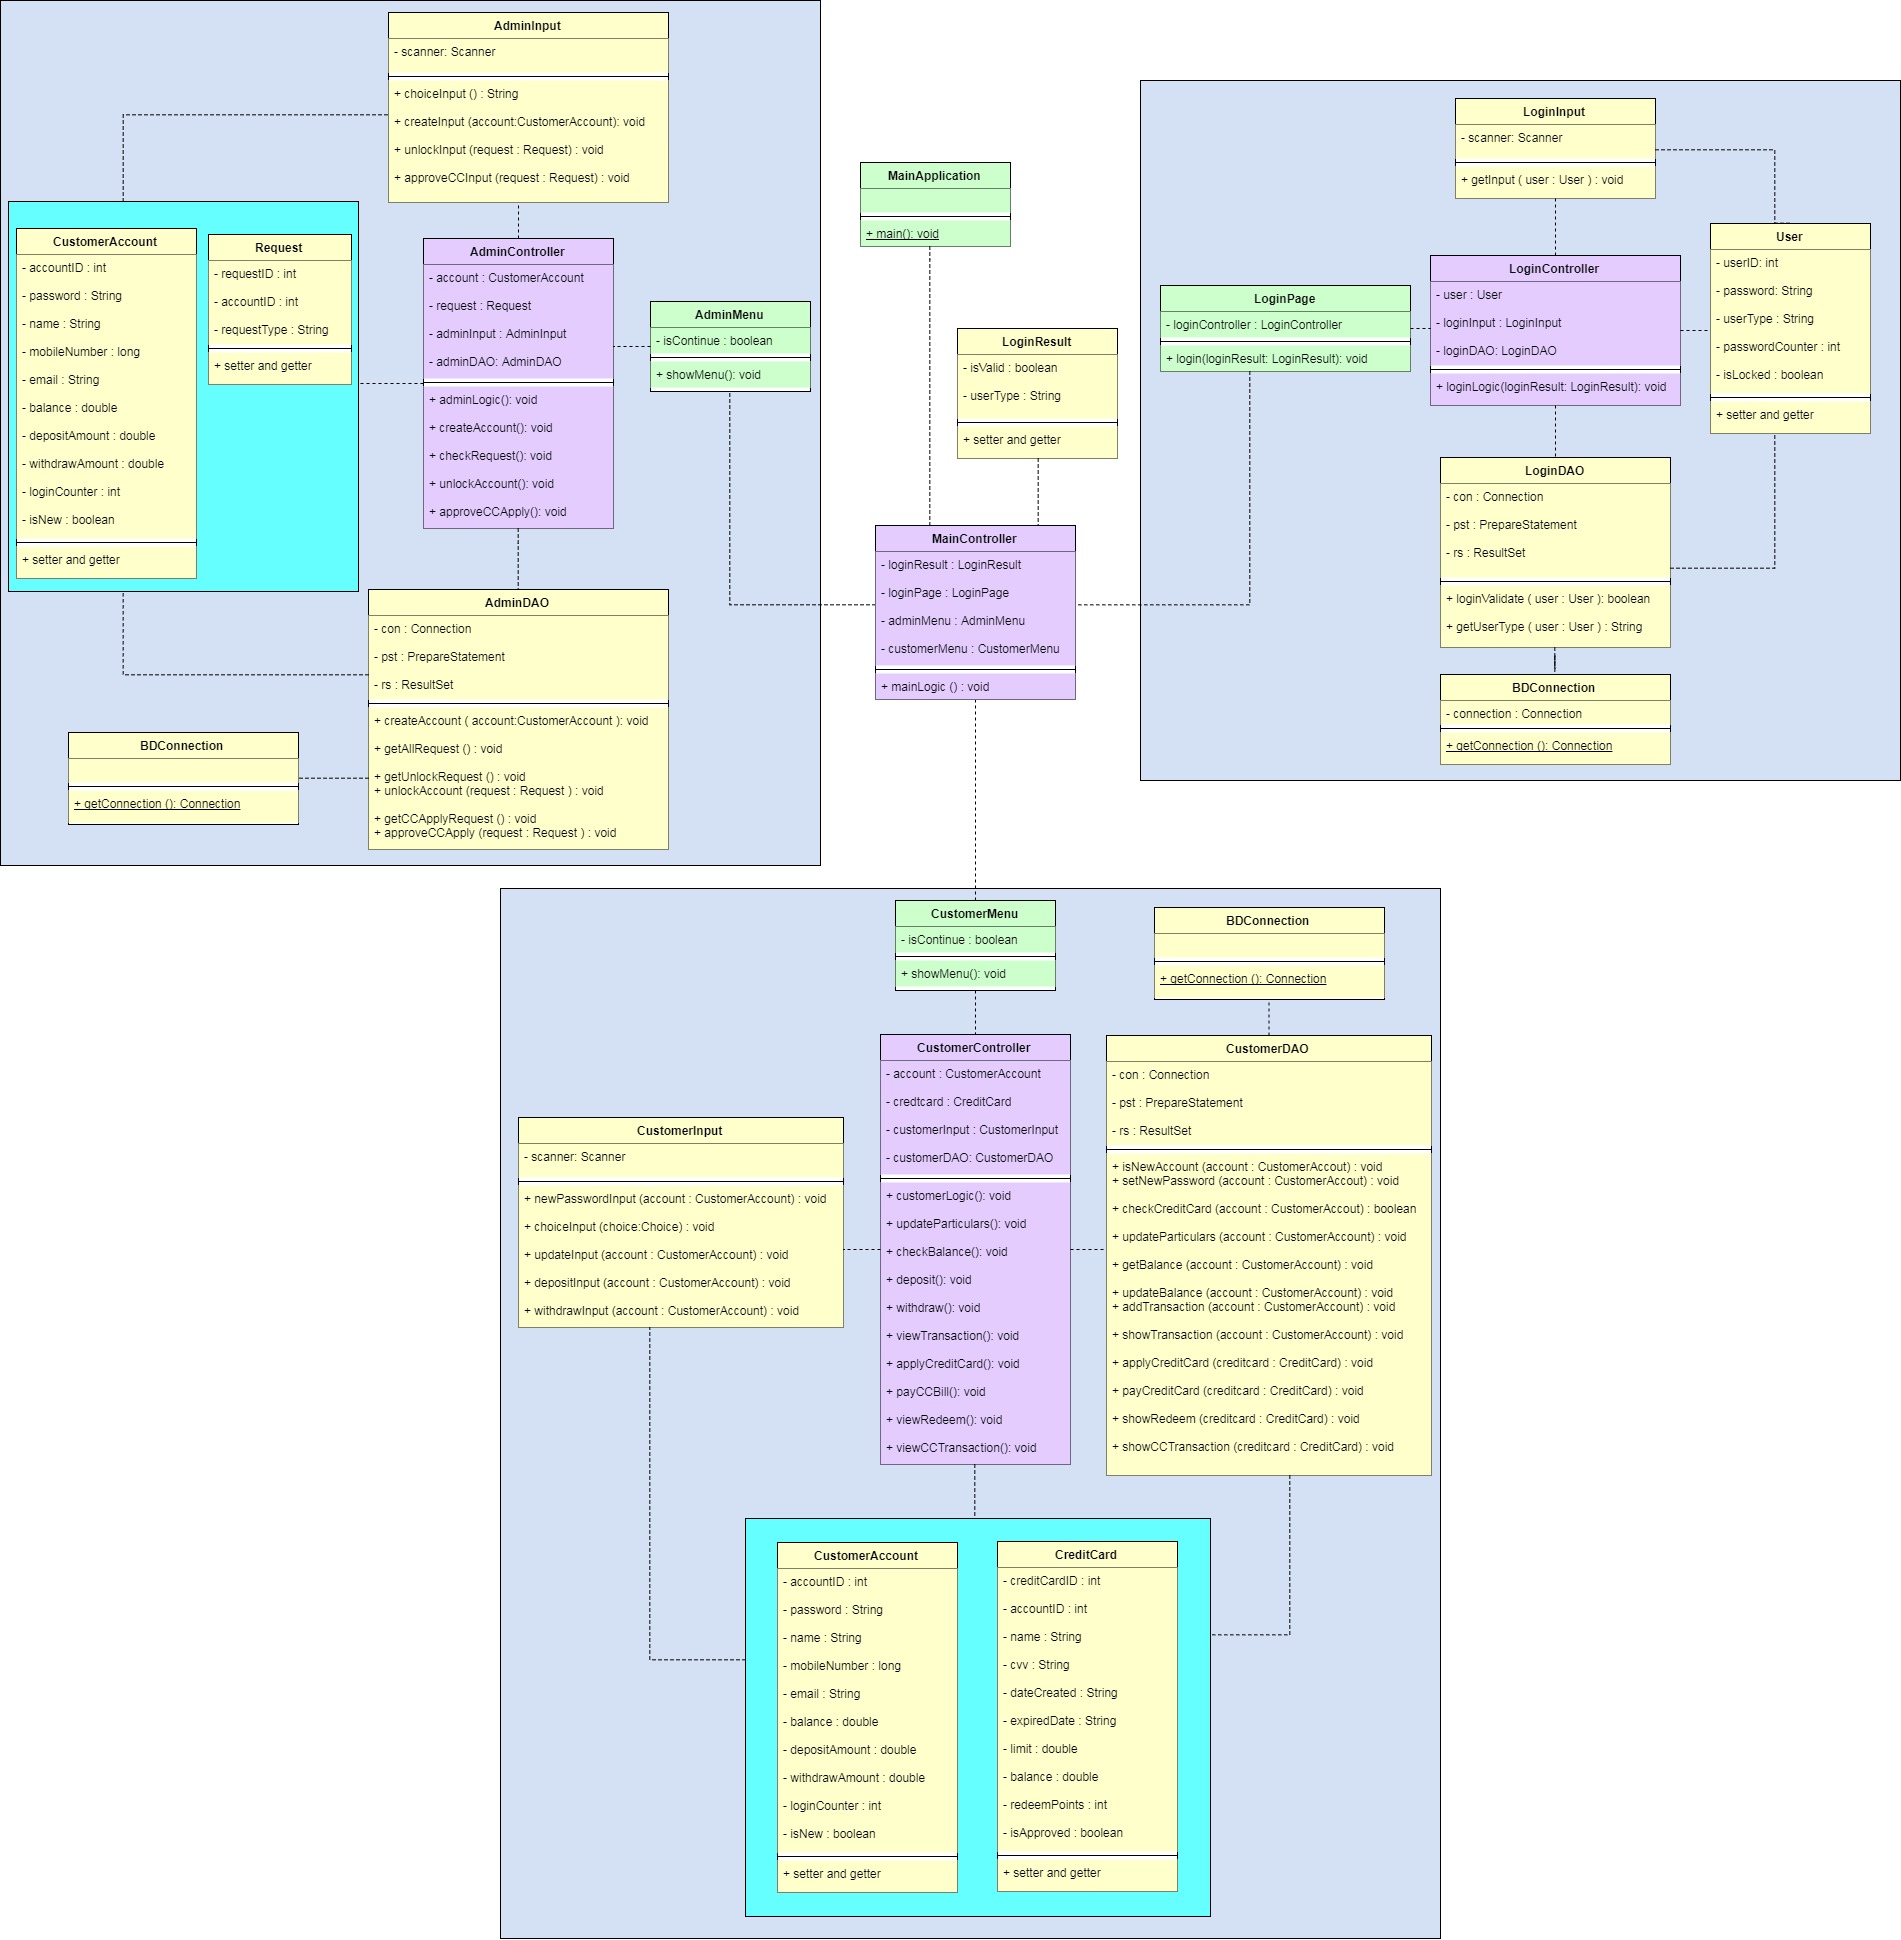 AdminInput
- scanner: Scanner
+ choiceInput () : String
+ createInput (account:CustomerAccount): void
+ unlockInput (request : Request) : void
+ approveCCInput (request : Request) : void
CustomerAccount
- accountID : int
- password : String
- name : String
- mobileNumber : long
- email : String
- balance : double
- depositAmount : double
- withdrawAmount : double
- loginCounter : int
- isNew : boolean
+ setter and getter
Request
- requestID : int
- accountID : int
- requestType : String
+ setter and getter
AdminController
- account : CustomerAccount
- request : Request
- adminInput : AdminInput
- adminDAO: AdminDAO
+ adminLogic(): void
+ createAccount(): void
+ checkRequest(): void
+ unlockAccount(): void
+ approveCCApply(): void
AdminMenu
- isContinue : boolean
+ showMenu(): void
AdminDAO
- con : Connection
- pst : PrepareStatement
- rs : ResultSet
+ createAccount ( account:CustomerAccount ): void
+ getAllRequest () : void
+ getUnlockRequest () : void
+ unlockAccount (request : Request ) : void
+ getCCApplyRequest () : void
+ approveCCApply (request : Request ) : void
BDConnection
+ getConnection (): Connection
MainApplication
+ main(): void
LoginResult
- isValid : boolean
- userType : String
+ setter and getter
MainController
- loginResult : LoginResult
- loginPage : LoginPage
- adminMenu : AdminMenu
- customerMenu : CustomerMenu
+ mainLogic () : void
LoginInput
- scanner: Scanner
+ getInput ( user : User ) : void
LoginPage
- loginController : LoginController
+ login(loginResult: LoginResult): void
LoginController
- user : User
- loginInput : LoginInput
- loginDAO: LoginDAO
+ loginLogic(loginResult: LoginResult): void
User
- userID: int
- password: String
- userType : String
- passwordCounter : int
- isLocked : boolean
+ setter and getter
LoginDAO
- con : Connection
- pst : PrepareStatement
- rs : ResultSet
+ loginValidate ( user : User ): boolean
+ getUserType ( user : User ) : String
BDConnection
- connection : Connection
+ getConnection (): Connection
CustomerMenu
- isContinue : boolean
+ showMenu(): void
BDConnection
+ getConnection (): Connection
CustomerInput
- scanner: Scanner
+ newPasswordInput (account : CustomerAccount) : void
+ choiceInput (choice:Choice) : void
+ updateInput (account : CustomerAccount) : void
+ depositInput (account : CustomerAccount) : void
+ withdrawInput (account : CustomerAccount) : void
CustomerController
- account : CustomerAccount
- credtcard : CreditCard
- customerInput : CustomerInput
- customerDAO: CustomerDAO
+ customerLogic(): void
+ updateParticulars(): void
+ checkBalance(): void
+ deposit(): void
+ withdraw(): void
+ viewTransaction(): void
+ applyCreditCard(): void
+ payCCBill(): void
+ viewRedeem(): void
+ viewCCTransaction(): void
CustomerDAO
- con : Connection
- pst : PrepareStatement
- rs : ResultSet
+ isNewAccount (account : CustomerAccout) : void
+ setNewPassword (account : CustomerAccout) : void
+ checkCreditCard (account : CustomerAccout) : boolean
+ updateParticulars (account : CustomerAccount) : void
+ getBalance (account : CustomerAccount) : void
+ updateBalance (account : CustomerAccount) : void
+ addTransaction (account : CustomerAccount) : void
+ showTransaction (account : CustomerAccount) : void
+ applyCreditCard (creditcard : CreditCard) : void
+ payCreditCard (creditcard : CreditCard) : void
+ showRedeem (creditcard : CreditCard) : void
+ showCCTransaction (creditcard : CreditCard) : void
CustomerAccount
- accountID : int
- password : String
- name : String
- mobileNumber : long
- email : String
- balance : double
- depositAmount : double
- withdrawAmount : double
- loginCounter : int
- isNew : boolean
+ setter and getter
CreditCard
- creditCardID : int
- accountID : int
- name : String
- cvv : String
- dateCreated : String
- expiredDate : String
- limit : double
- balance : double
- redeemPoints : int
- isApproved : boolean
+ setter and getter